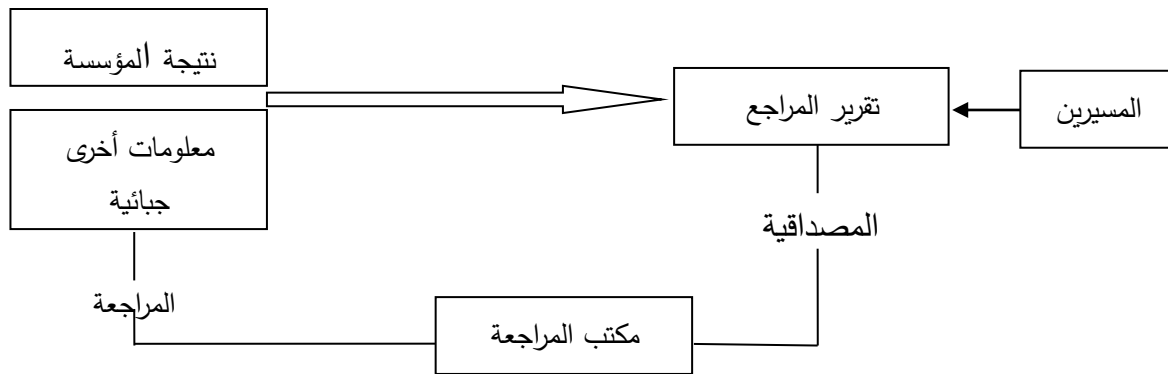 نتيجة المؤسسة
تقرير المراجع
المسيرين
معلومات أخرى
جبائية
المصداقية
المراجعة
مكتب المراجعة